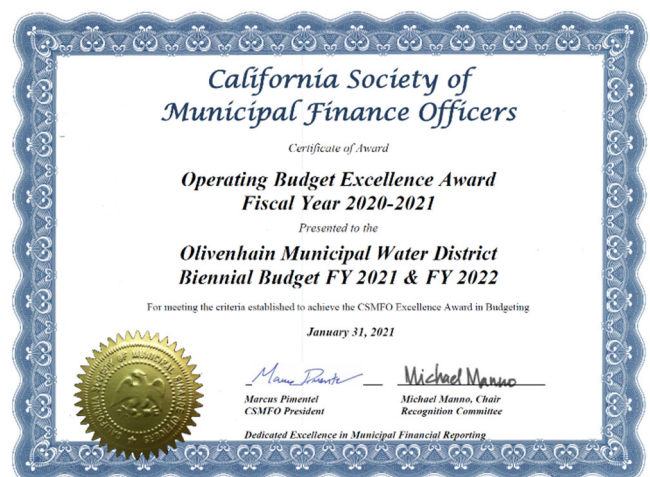 California Society of
Municipal Finance Officers
Certificate of Award
Operating Budget Excellence Award
Fiscal Year 2020-2021
Presented to the
Olivenhain Municipal Water District
Biennial Budget FY 2021 & FY 2022
For meeting the criteria established to achieve the CSMFO Excellence Award in Budgeting
January 31, 2021
Michael Manno
Marcus Pimentel
CSMFO President
Michael Manno, Chair
Recognition Committee
Dedicated Excellence in Municipal Financial Reporting